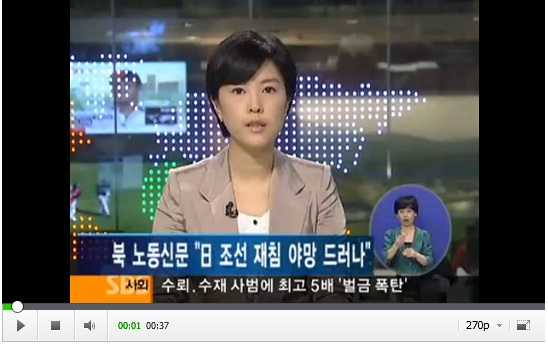 북 노동신문 "日 조선 재침 야망 드러나"
SBS 사회 수뢰.수재 사범에 최고 5배 '벌금 폭탄'
00:01 00:37 270p